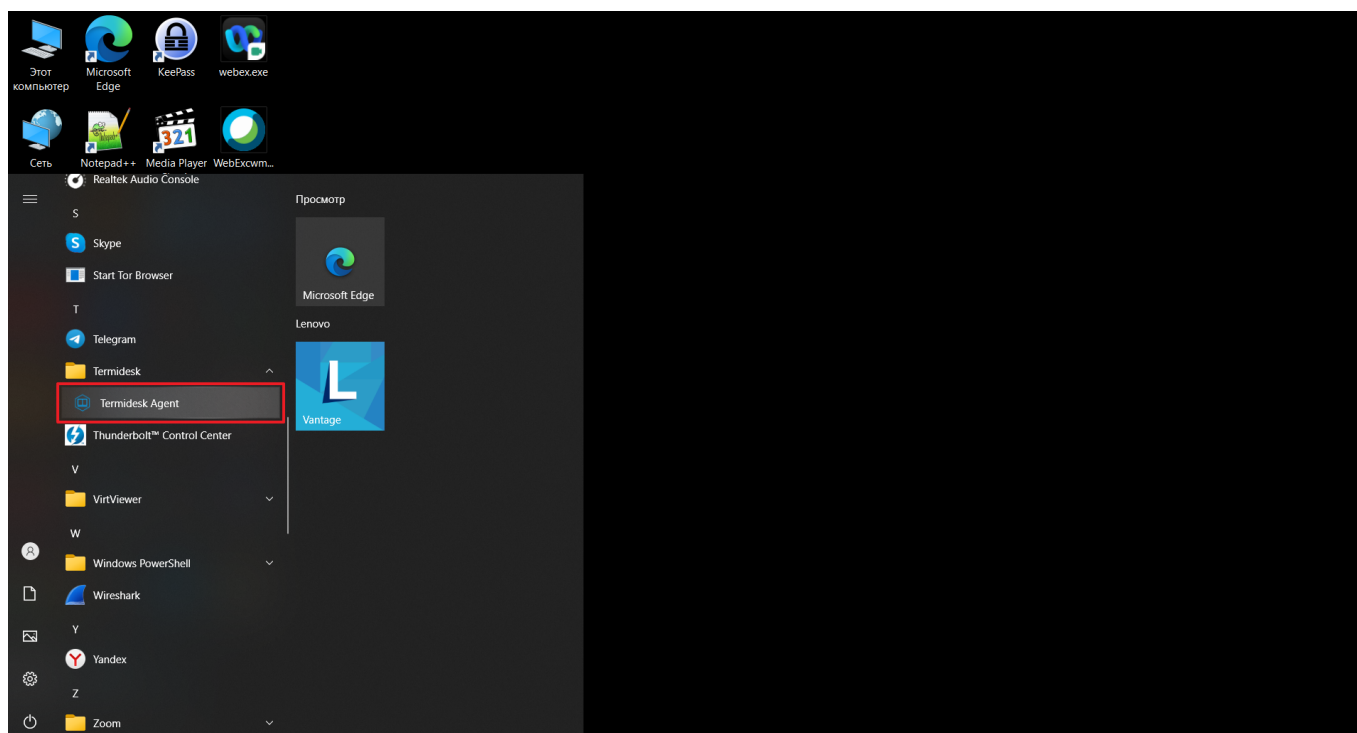 Этот
компьютер
Microsoft
Edge
KeePass
webex.exe
Сеть
Notepad++
Media Player
WebExcwm...
Realtek Audio Console
S
Skype
Start Tor Browser
T
Telegram
Termidesk
Termidesk Agent
Thunderbolt™ Control Center
V
VirtViewer
W
Windows PowerShell
Wireshark
Y
Yandex
Z
Zoom
Просмотр
Microsoft Edge
Lenovo
L
Vantage